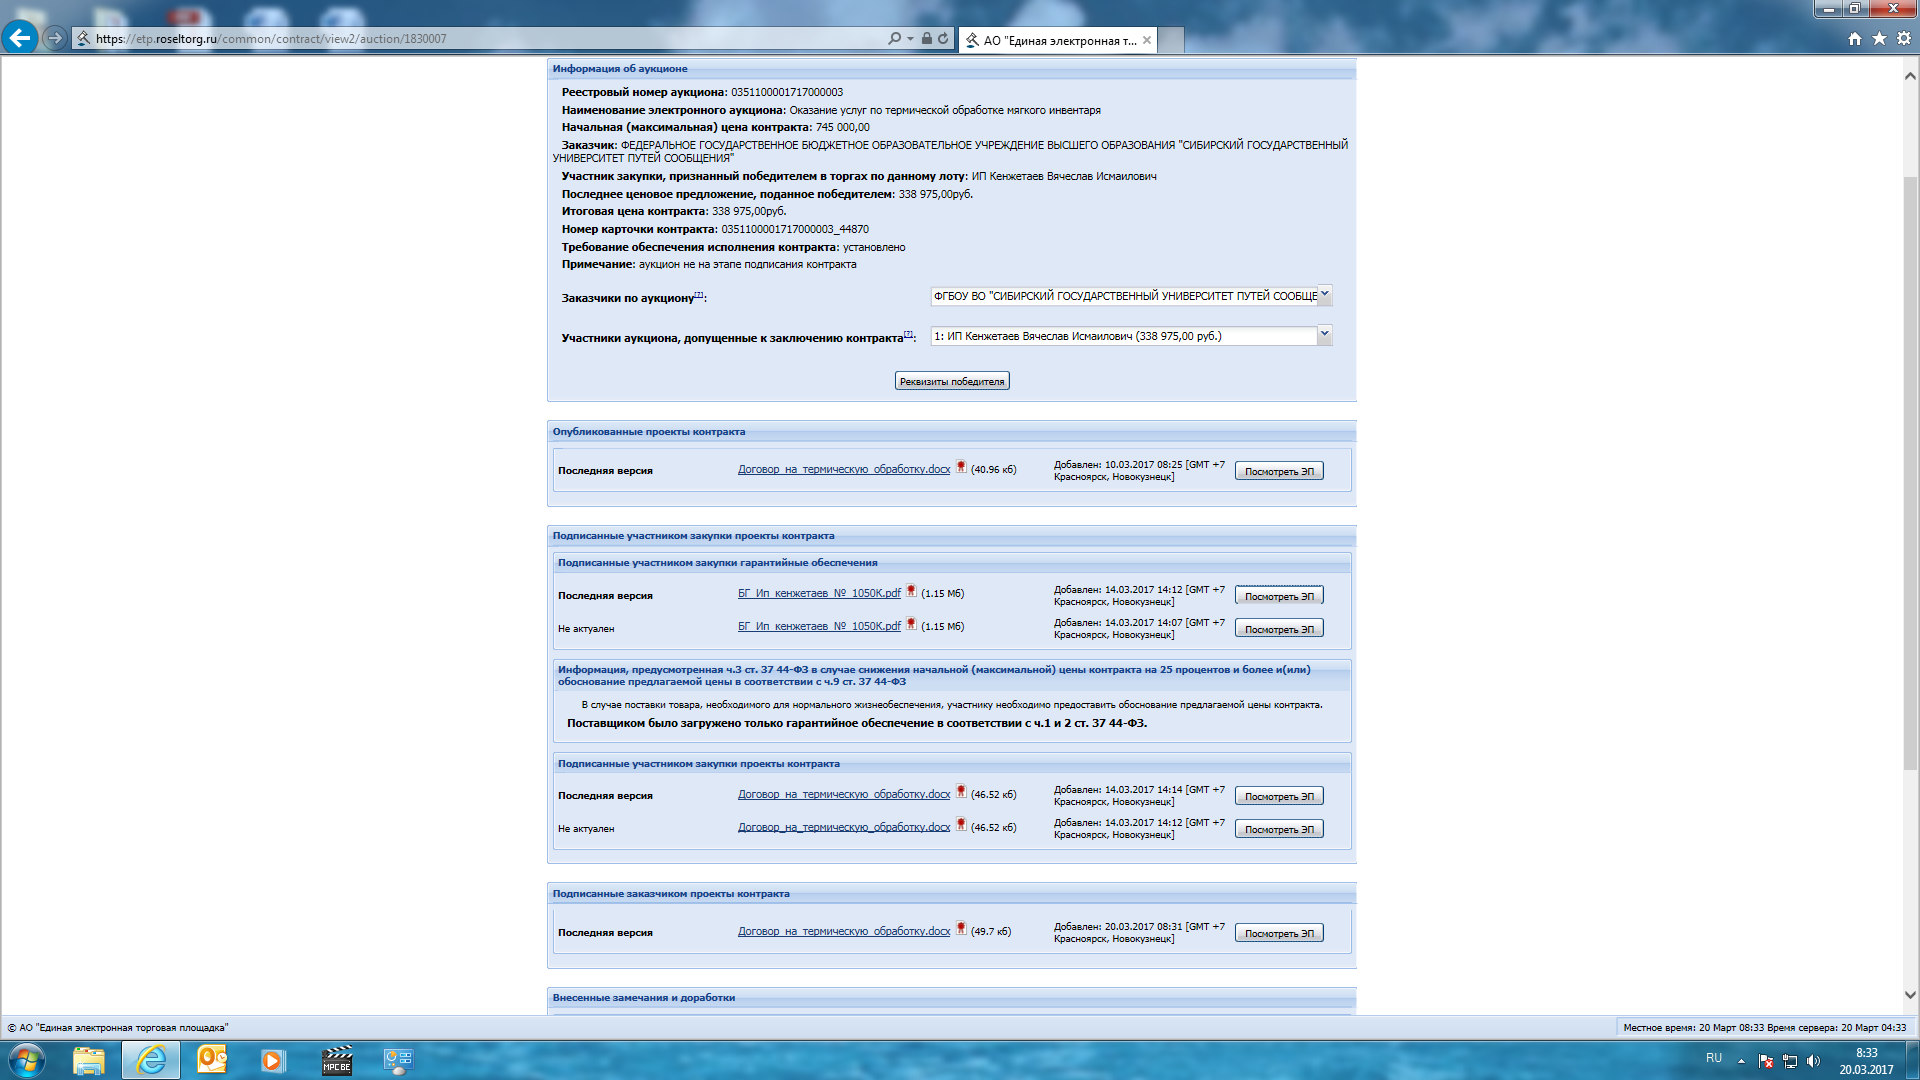 https://etp.roseltorg.ru/common/contract/view2/auction/1830007
АО "Единая электронная т...
Информация об аукционе
Реестровый номер аукциона: 0351100001717000003
Наименование электронного аукциона: Оказание услуг по термической обработке мягкого инвентаря
Начальная (максимальная) цена контракта: 745 000,00
Заказчик: ФЕДЕРАЛЬНОЕ ГОСУДАРСТВЕННОЕ БЮДЖЕТНОЕ ОБРАЗОВАТЕЛЬНОЕ УЧРЕЖДЕНИЕ ВЫСШЕГО ОБРАЗОВАНИЯ "СИБИРСКИЙ ГОСУДАРСТВЕННЫЙ
УНИВЕРСИТЕТ ПУТЕЙ СООБЩЕНИЯ"
Участник закупки, признанный победителем в торгах по данному лоту: ИП Кенжетаев Вячеслав Исмаилович
Последнее ценовое предложение, поданное победителем: 338 975,00руб.
Итоговая цена контракта: 338 975,00руб.
Номер карточки контракта: 0351100001717000003_44870
Требование обеспечения исполнения контракта: установлено
Примечание: аукцион не на этапе подписания контракта
Заказчики по аукциону[?]: ФГБОУ ВО "СИБИРСКИЙ ГОСУДАРСТВЕННЫЙ УНИВЕРСИТЕТ ПУТЕЙ СООБЩЕ
Участники аукциона, допущенные к заключению контракта[?]: 1: ИП Кенжетаев Вячеслав Исмаилович (338 975,00 руб.)
Реквизиты победителя
Опубликованные проекты контракта
Последняя версия Договор_на_термическую_обработку.docx (40.96 кб) Добавлен: 10.03.2017 08:25 [GMT +7 Посмотреть ЭП
Красноярск, Новокузнецк]
Подписанные участником закупки проекты контракта
Подписанные участником закупки гарантийные обеспечения
Последняя версия БГ_Ип_кенжетаев_№_1050К.pdf (1.15 Мб) Добавлен: 14.03.2017 14:12 [GMT +7 Посмотреть ЭП
Красноярск, Новокузнецк]
Не актуален БГ_Ип_кенжетаев_№_1050К.pdf (1.15 Мб) Добавлен: 14.03.2017 14:07 [GMT +7 Посмотреть ЭП
Красноярск, Новокузнецк]
Информация, предусмотренная ч.3 ст. 37 44-ФЗ в случае снижения начальной (максимальной) цены контракта на 25 процентов и более и(или)
обоснование предлагаемой цены в соответствии с ч.9 ст. 37 44-ФЗ
В случае поставки товара, необходимого для нормального жизнеобеспечения, участнику необходимо предоставить обоснование предлагаемой цены контракта.
Поставщиком было загружено только гарантийное обеспечение в соответствии с ч.1 и 2 ст. 37 44-ФЗ.
Подписанные участником закупки проекты контракта
Последняя версия Договор_на_термическую_обработку.docx (46.52 кб) Добавлен: 14.03.2017 14:14 [GMT +7 Посмотреть ЭП
Красноярск, Новокузнецк]
Не актуален Договор_на_термическую_обработку.docx (46.52 кб) Добавлен: 14.03.2017 14:12 [GMT +7 Посмотреть ЭП
Красноярск, Новокузнецк]
Подписанные заказчиком проекты контракта
Последняя версия Договор_на_термическую_обработку.docx (49.7 кб) Добавлен: 20.03.2017 08:31 [GMT +7 Посмотреть ЭП
Красноярск, Новокузнецк]
Внесенные замечания и доработки
© АО "Единая электронная торговая площадка" Местное время: 20 Март 08:33 Время сервера: 20 Март 04:33
MPC BE
RU
8:33
20.03.2017